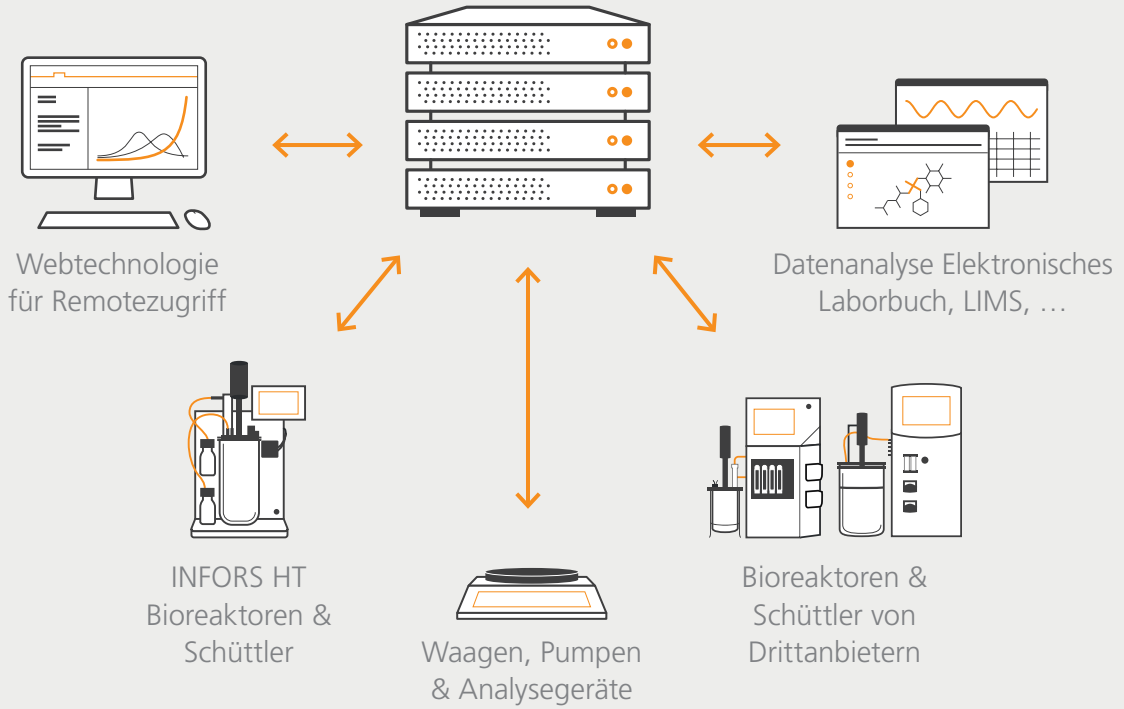 Webtechnologie
für Remotezugriff
Datenanalyse Elektronisches
Laborbuch, LIMS, …
INFORS HT
Bioreaktoren &
Schüttler
Waagen, Pumpen
& Analysegeräte
Bioreaktoren &
Schüttler von
Drittanbietern